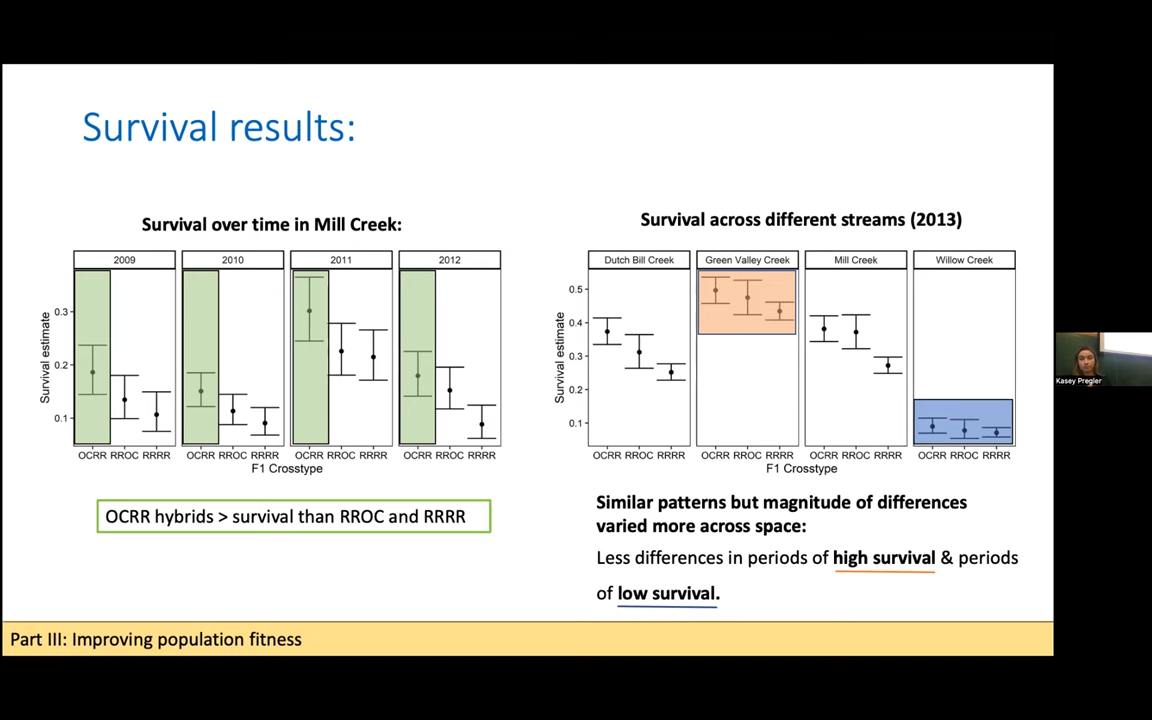 Survival results:
Survival over time in Mill Creek:
2009 2010 2011 2012
Survival estimate
0.3
0.2
0.1
OCRR RROC RRRR OCRR RROC RRRR OCRR RROC RRRR OCRR RROC RRRR
F1 Crosstype
OCRR hybrids > survival than RROC and RRRR
Survival across different streams (2013)
Dutch Bill Creek Green Valley Creek Mill Creek Willow Creek
Survival estimate
0.5
0.4
0.3
0.2
0.1
OCRR RROC RRRR OCRR RROC RRRR OCRR RROC RRRR OCRR RROC RRRR
F1 Crosstype
Similar patterns but magnitude of differences
varied more across space:
Less differences in periods of high survival & periods
of low survival.
Part III: Improving population fitness
Kasey Pregler